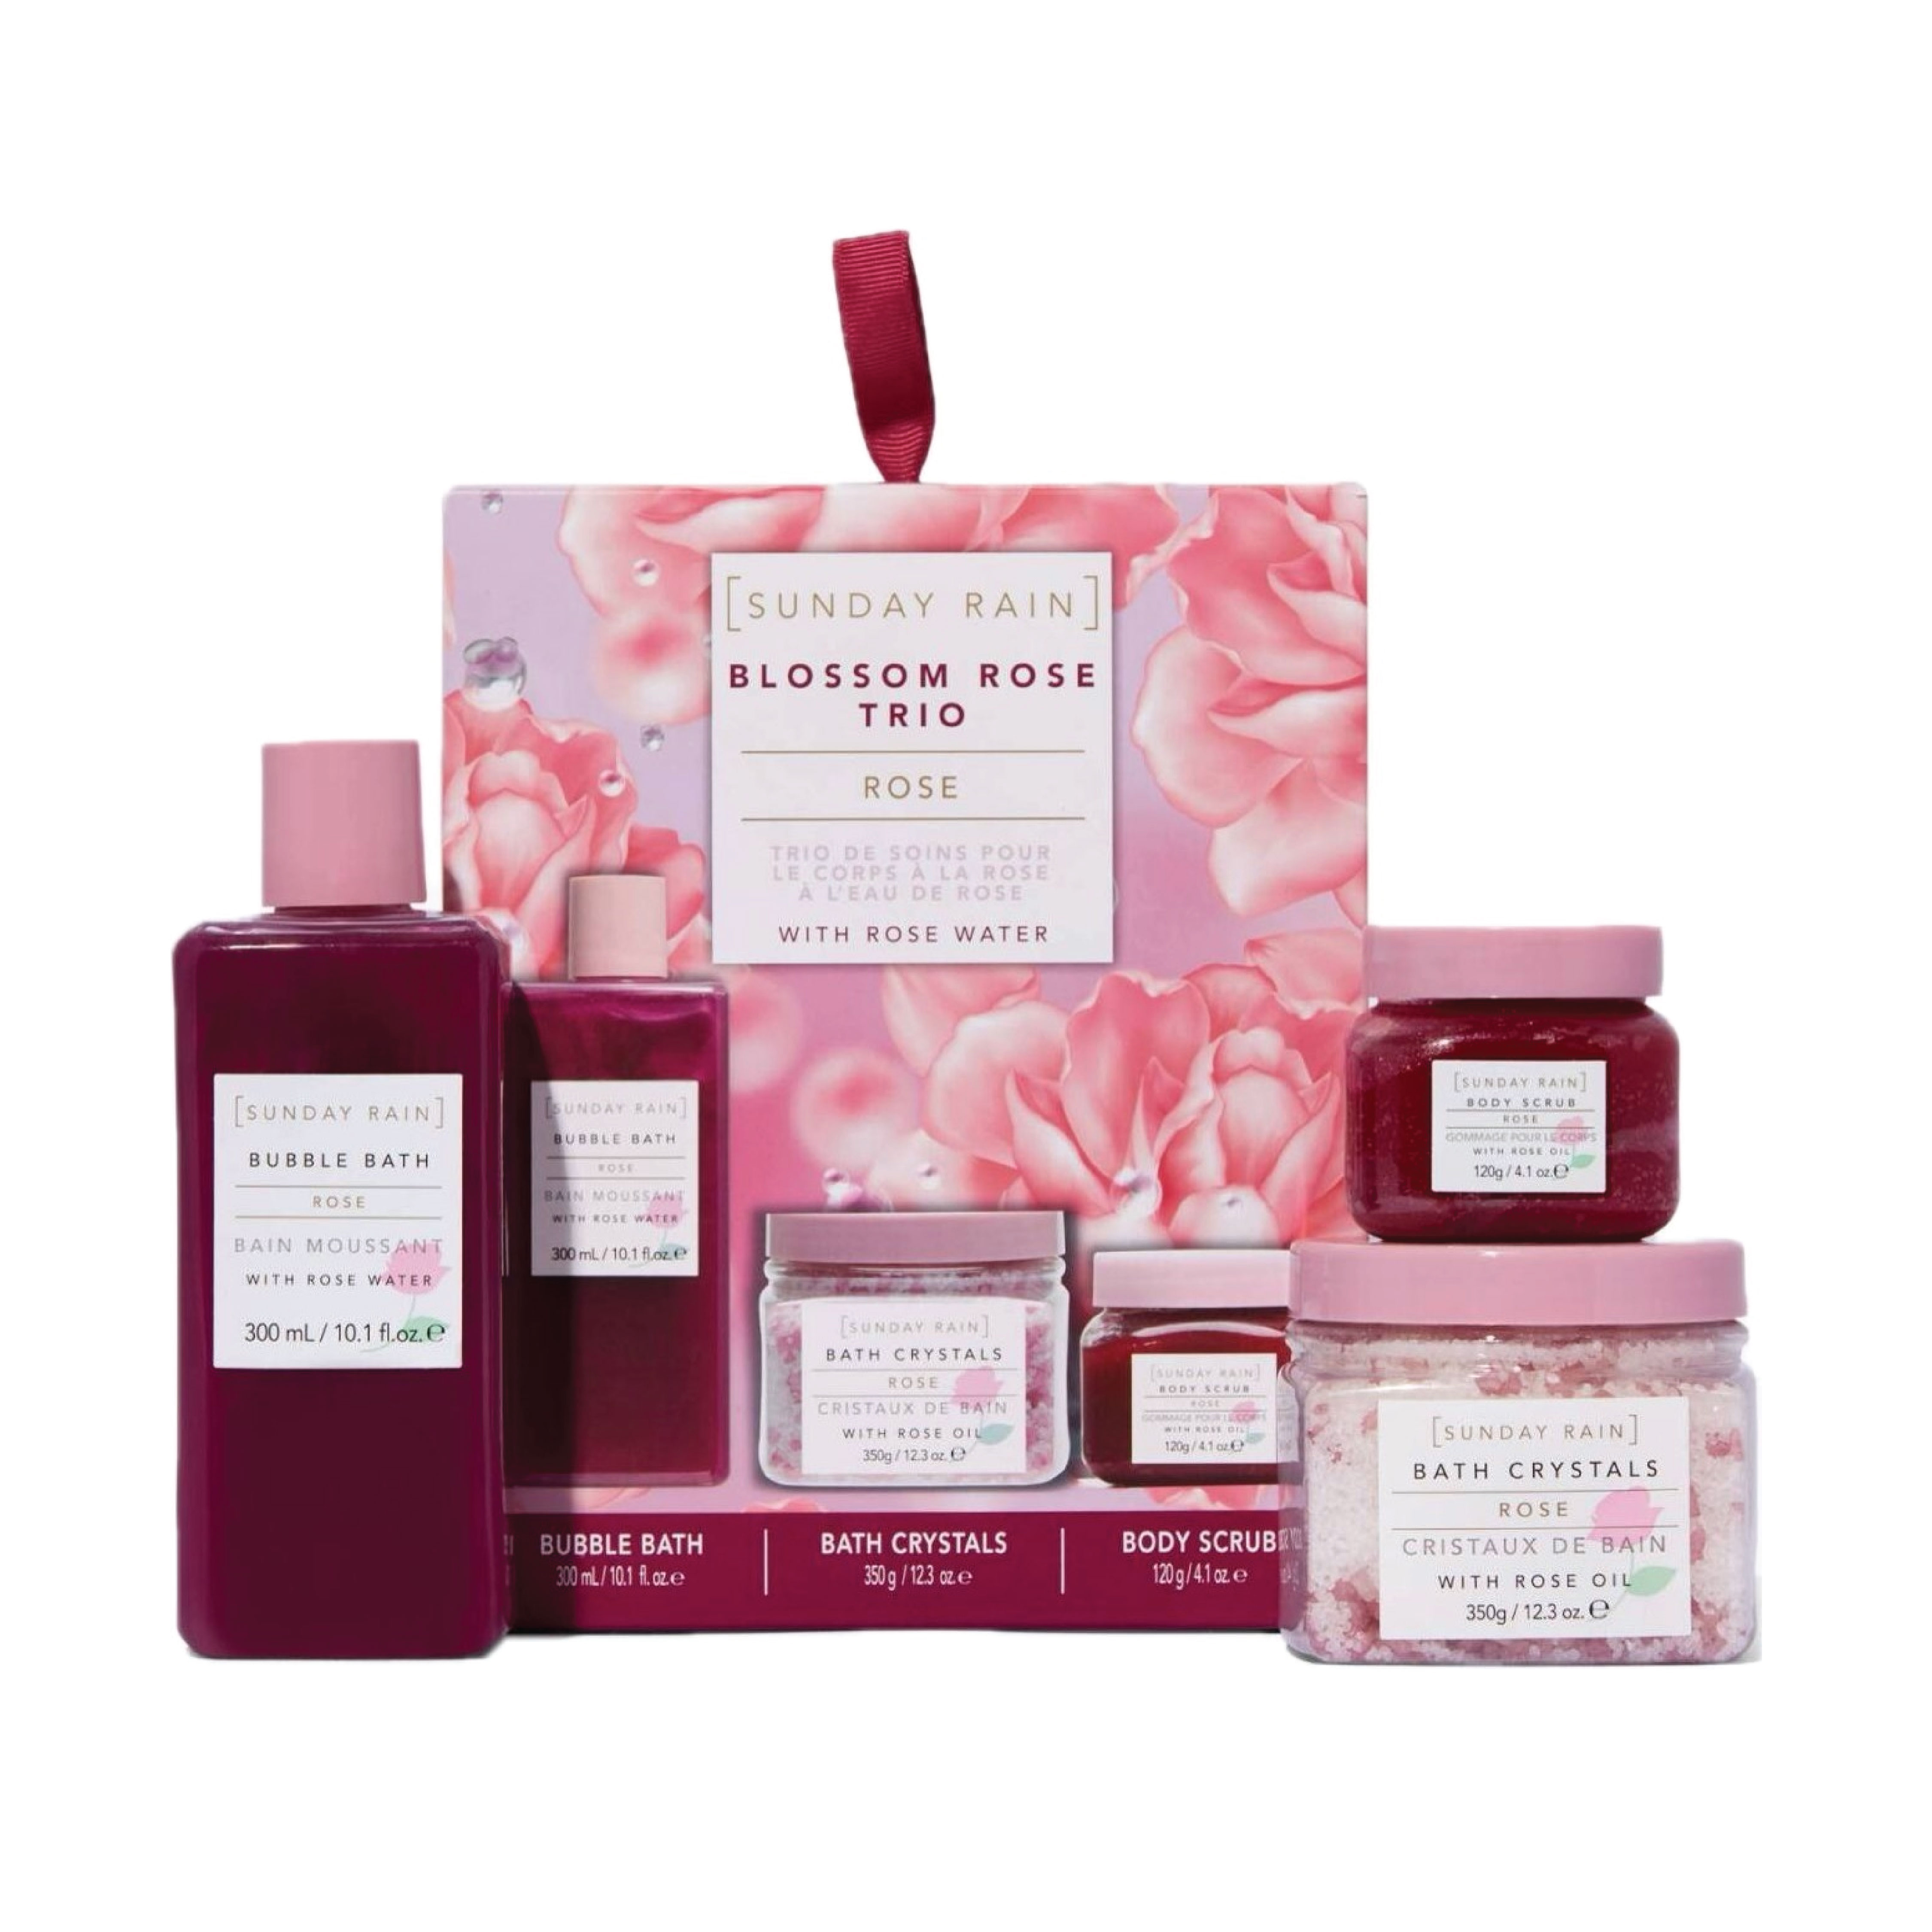 [SUNDAY RAIN]
BLOSSOM ROSE
TRIO
ROSE
TRIO DE SOINS POUR
LE CORPS À LA ROSE
À L'EAU DE ROSE
WITH ROSE WATER
[SUNDAY RAIN]
BUBBLE BATH
ROSE
BAIN MOUSSANT
WITH ROSE WATER
300 mL / 10.1 fl.oz. ℮
[SUNDAY RAIN]
BUBBLE BATH
ROSE
BAIN MOUSSANT
WITH ROSE WATER
300 mL / 10.1 fl.oz. ℮
[SUNDAY RAIN]
BATH CRYSTALS
ROSE
CRISTAUX DE BAIN
WITH ROSE OIL
350g / 12.3 oz. ℮
[SUNDAY RAIN]
BODY SCRUB
ROSE
GOMMAGE POUR LE CORPS
WITH ROSE OIL
120g / 4.1 oz. ℮
[SUNDAY RAIN]
BODY SCRUB
ROSE
GOMMAGE POUR LE CORPS
WITH ROSE OIL
120g / 4.1 oz. ℮
[SUNDAY RAIN]
BATH CRYSTALS
ROSE
CRISTAUX DE BAIN
WITH ROSE OIL
350g / 12.3 oz. ℮
BUBBLE BATH
300 mL / 10.1 fl. oz. ℮
BATH CRYSTALS
350 g / 12.3 oz. ℮
BODY SCRUB
120 g / 4.1 oz. ℮